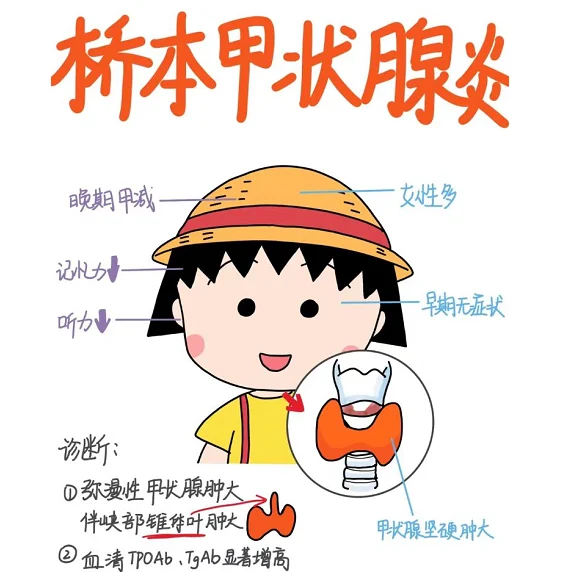 桥本甲状腺炎
晚期甲减
女性多
记忆力↓
早期无症状
听力↓
诊断:
① 弥漫性甲状腺肿大
伴峡部锥体叶肿大
甲状腺坚硬肿大
② 血清TPOAb、TgAb显著增高